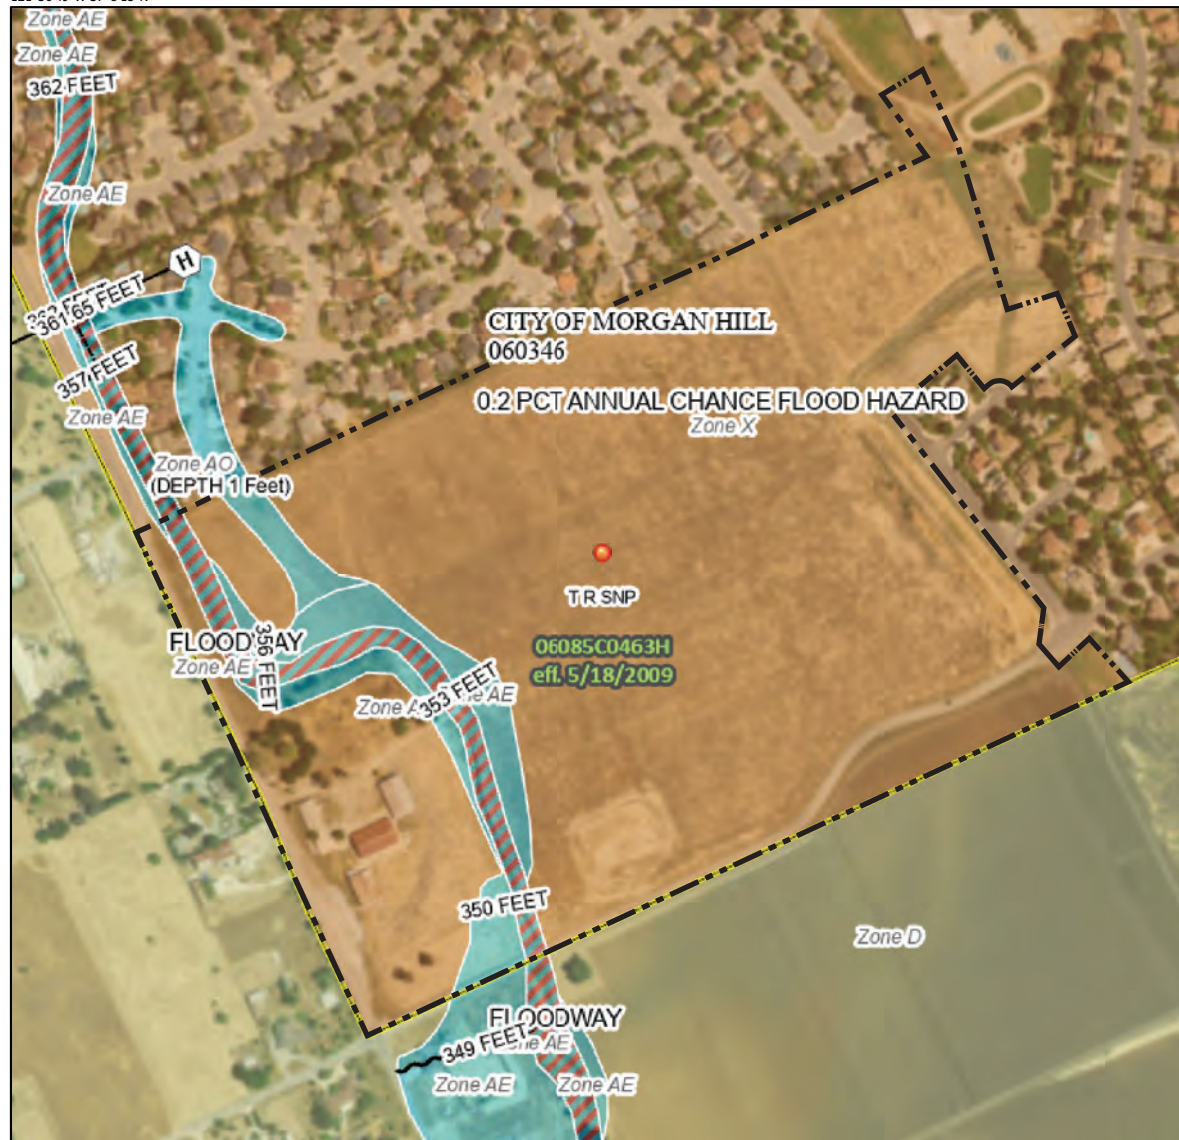 Zone AE
Zone AE
362 FEET
Zone AE
H
361.65 FEET
357 FEET
Zone AE
CITY OF MORGAN HILL
060346
0.2 PCT ANNUAL CHANCE FLOOD HAZARD
Zone X
Zone AO
(DEPTH 1 Feet)
T R SNP
FLOODWAY
Zone AE
356 FEET
06085C0463H
eff. 5/18/2009
353 FEET
350 FEET
Zone D
FLOODWAY
349 FEET
Zone AE
Zone AE